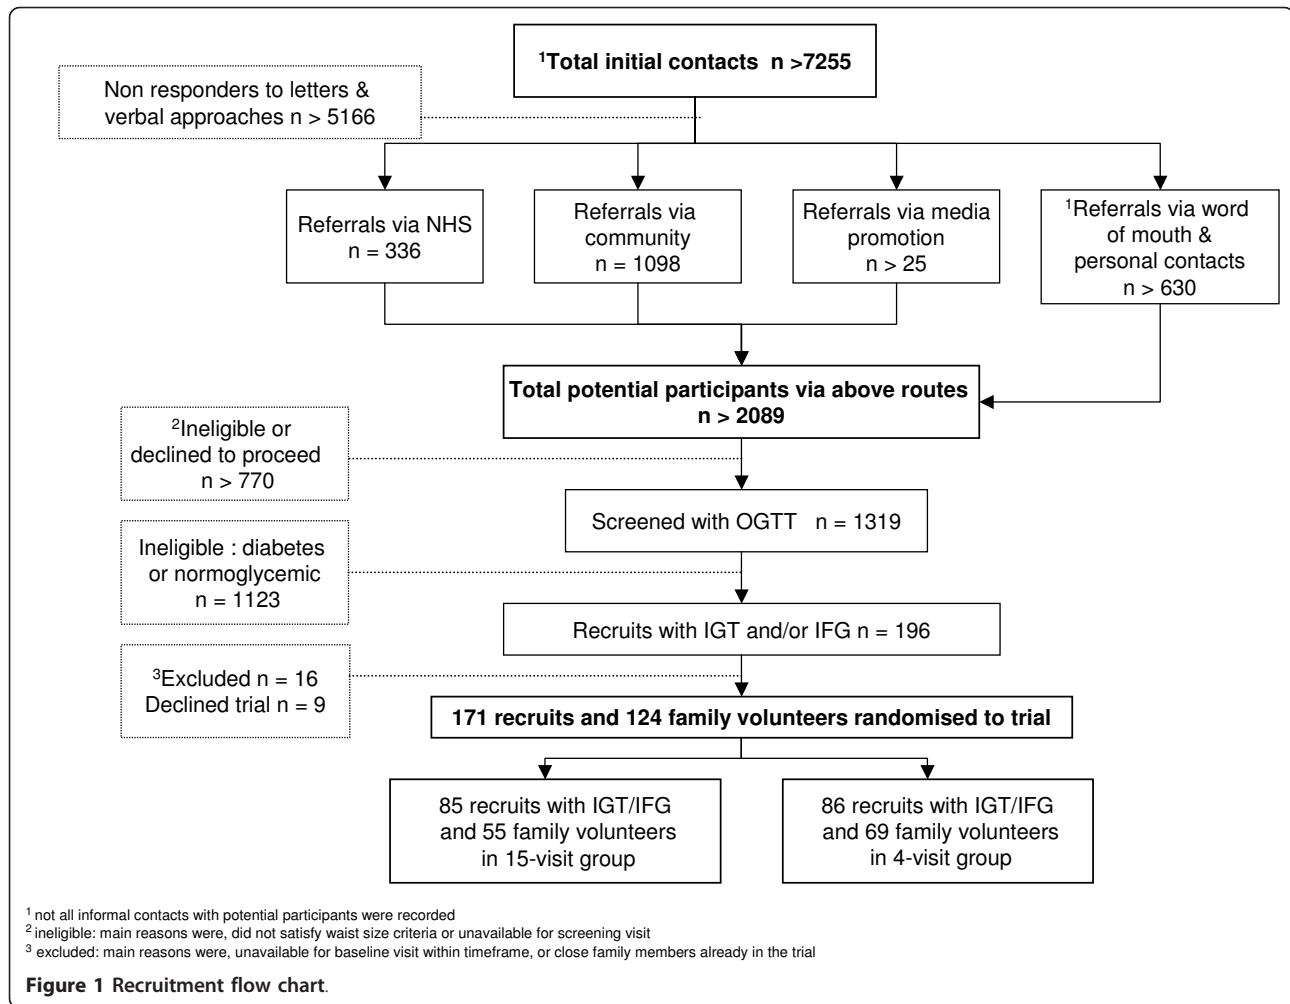 ¹Total initial contacts n >7255
Non responders to letters &
verbal approaches n > 5166
Referrals via NHS
n = 336
Referrals via
community
n = 1098
Referrals via media
promotion
n > 25
¹Referrals via word
of mouth &
personal contacts
n > 630
Total potential participants via above routes
n > 2089
²Ineligible or
declined to proceed
n > 770
Screened with OGTT n = 1319
Ineligible : diabetes
or normoglycemic
n = 1123
Recruits with IGT and/or IFG n = 196
³Excluded n = 16
Declined trial n = 9
171 recruits and 124 family volunteers randomised to trial
85 recruits with IGT/IFG
and 55 family volunteers
in 15-visit group
86 recruits with IGT/IFG
and 69 family volunteers
in 4-visit group
¹ not all informal contacts with potential participants were recorded
² ineligible: main reasons were, did not satisfy waist size criteria or unavailable for screening visit
³ excluded: main reasons were, unavailable for baseline visit within timeframe, or close family members already in the trial
Figure 1 Recruitment flow chart.